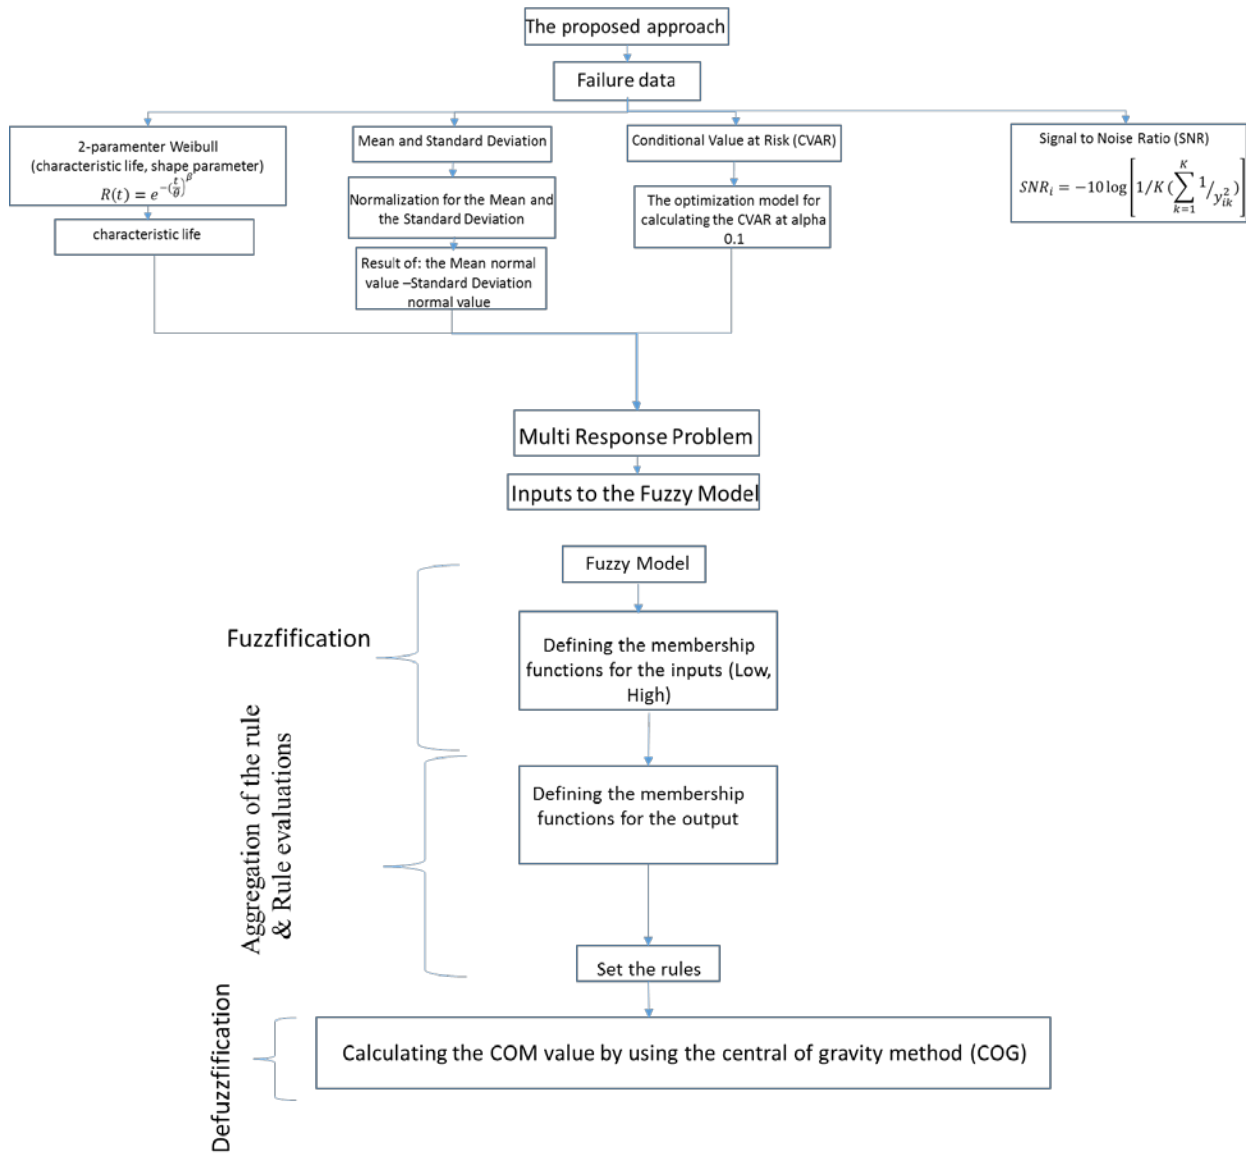 The proposed approach
Failure data
2-paramenter Weibull
(characteristic life, shape parameter)
R(t) = e^{-(t/θ)^β}
characteristic life
Mean and Standard Deviation
Normalization for the Mean and
the Standard Deviation
Result of: the Mean normal
value –Standard Deviation
normal value
Conditional Value at Risk (CVAR)
The optimization model for
calculating the CVAR at alpha
0.1
Signal to Noise Ratio (SNR)
SNR_i = −10 log [1/K (∑_{k=1}^{K} 1/y_{ik}^2)]
Multi Response Problem
Inputs to the Fuzzy Model
Fuzzy Model
Fuzzfification
Defining the membership
functions for the inputs (Low,
High)
Aggregation of the rule
& Rule evaluations
Defining the membership
functions for the output
Set the rules
Defuzzfification
Calculating the COM value by using the central of gravity method (COG)